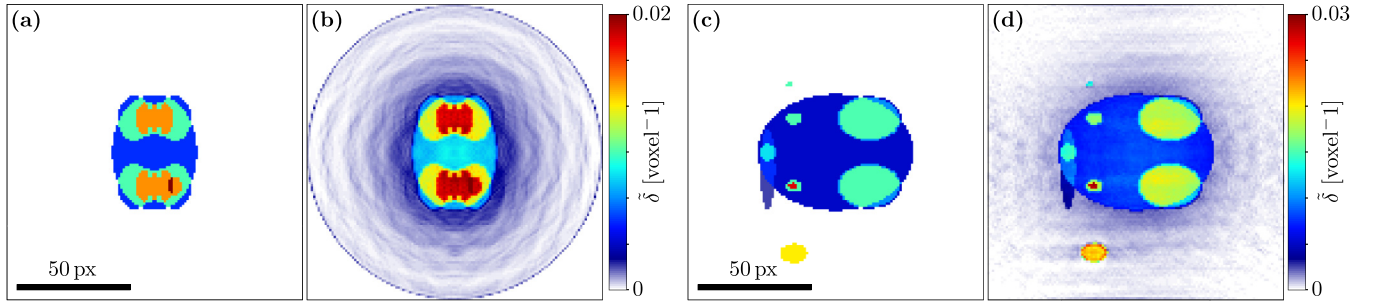 (a)
50 px
(b)
0.02
δ̃ [voxel−1]
0
(c)
50 px
(d)
0.03
δ̃ [voxel−1]
0